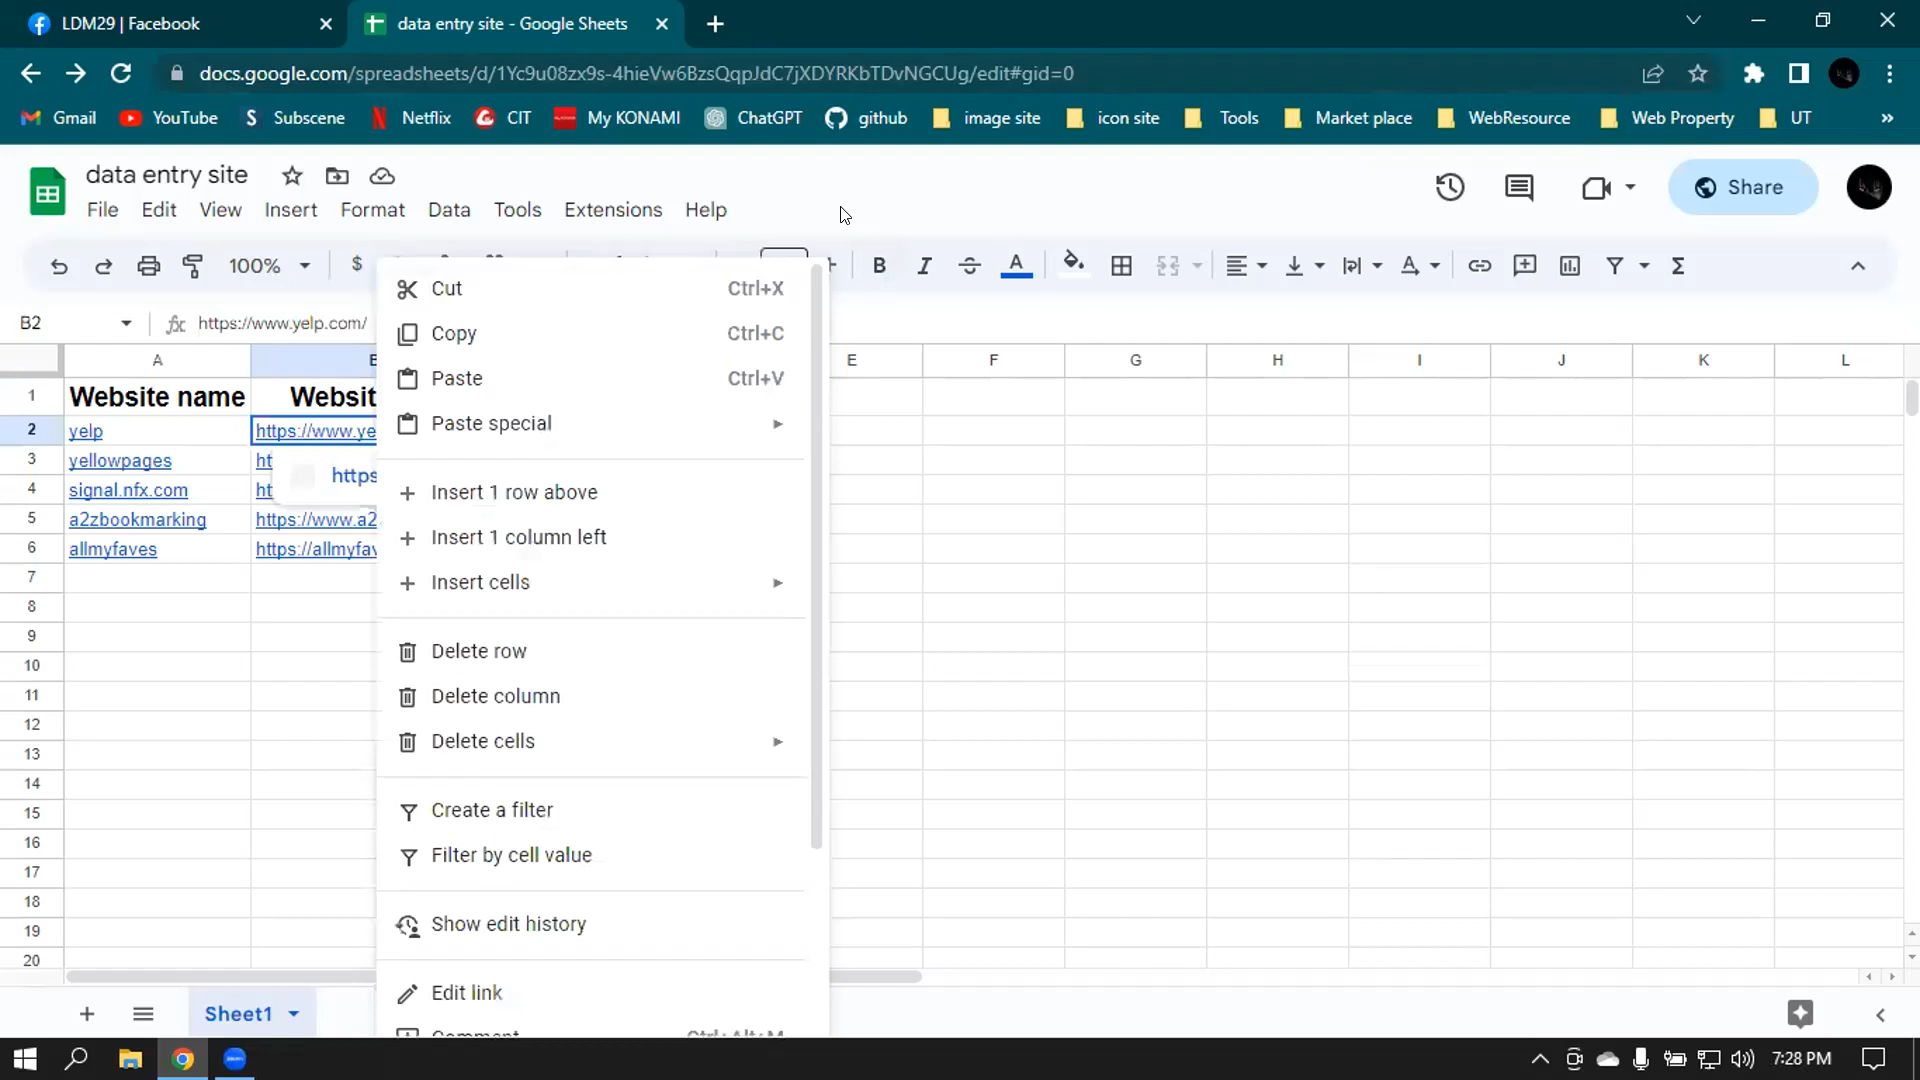 LDM29 | Facebook
data entry site - Google Sheets
docs.google.com/spreadsheets/d/1Yc9u08zx9s-4hieVw6BzsQqpJdC7jXDYRKbTDvNGCUg/edit#gid=0
Gmail YouTube Subscene Netflix CIT My KONAMI ChatGPT github image site icon site Tools Market place WebResource Web Property UT »
data entry site
Share
File Edit View Insert Format Data Tools Extensions Help
100% $ B I A Σ
B2 fx https://www.yelp.com/
A E F G H I J K L
1 Website name Websit
2 yelp https://www.ye
3 yellowpages ht
https
4 signal.nfx.com ht
5 a2zbookmarking https://www.a2
6 allmyfaves https://allmyfav
7
8
9
10
11
12
13
14
15
16
17
18
19
20
Cut Ctrl+X
Copy Ctrl+C
Paste Ctrl+V
Paste special
Insert 1 row above
Insert 1 column left
Insert cells
Delete row
Delete column
Delete cells
Create a filter
Filter by cell value
Show edit history
Edit link
Comment Ctrl+Alt+M
Sheet1
7:28 PM